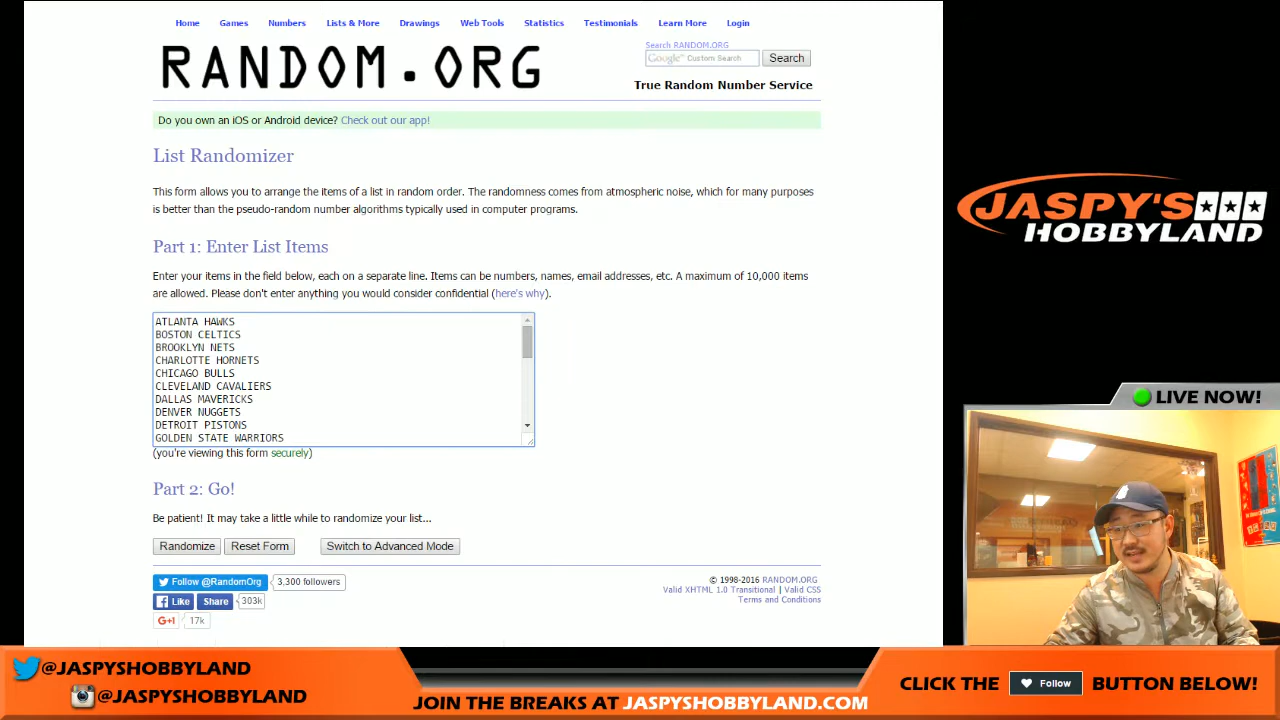 Home Games Numbers Lists & More Drawings Web Tools Statistics Testimonials Learn More Login
RANDOM.ORG
Search RANDOM.ORG
Google™ Custom Search Search
True Random Number Service
Do you own an iOS or Android device? Check out our app!
List Randomizer
This form allows you to arrange the items of a list in random order. The randomness comes from atmospheric noise, which for many purposes
is better than the pseudo-random number algorithms typically used in computer programs.
Part 1: Enter List Items
Enter your items in the field below, each on a separate line. Items can be numbers, names, email addresses, etc. A maximum of 10,000 items
are allowed. Please don't enter anything you would consider confidential (here's why).
ATLANTA HAWKS
BOSTON CELTICS
BROOKLYN NETS
CHARLOTTE HORNETS
CHICAGO BULLS
CLEVELAND CAVALIERS
DALLAS MAVERICKS
DENVER NUGGETS
DETROIT PISTONS
GOLDEN STATE WARRIORS
(you're viewing this form securely)
Part 2: Go!
Be patient! It may take a little while to randomize your list...
Randomize Reset Form Switch to Advanced Mode
Follow @RandomOrg 3,300 followers
Like Share 303k
G+1 17k
© 1998-2016 RANDOM.ORG
Valid XHTML 1.0 Transitional | Valid CSS
Terms and Conditions
JASPY'S
HOBBYLAND
LIVE NOW!
@JASPYSHOBBYLAND
@JASPYSHOBBYLAND
JOIN THE BREAKS AT JASPYSHOBBYLAND.COM
CLICK THE Follow BUTTON BELOW!